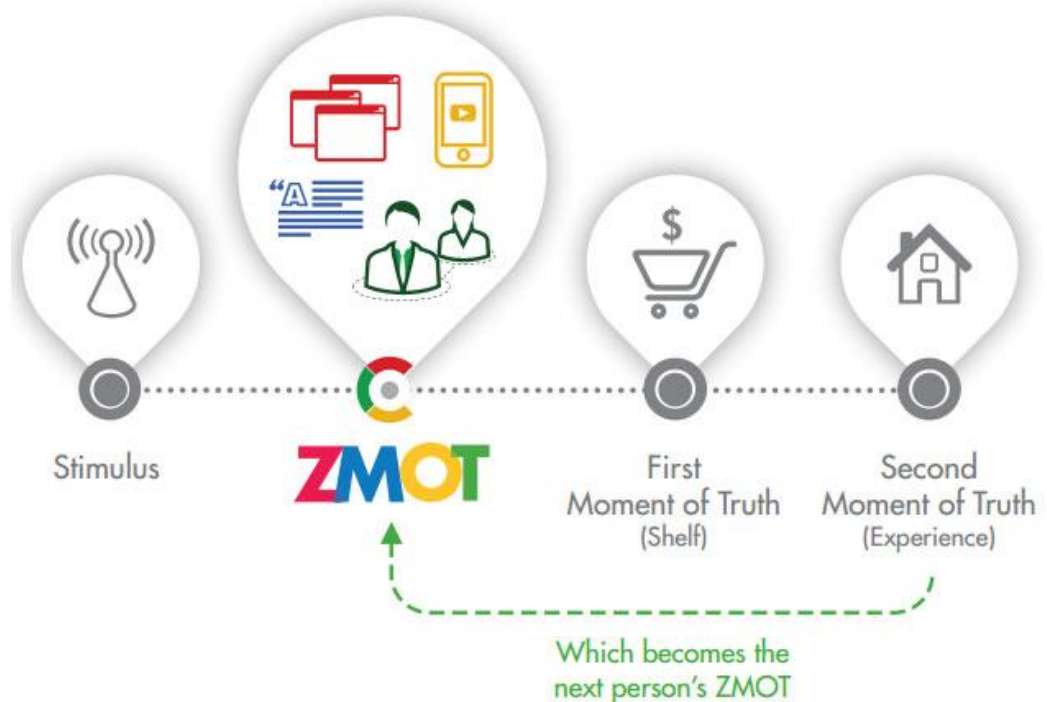 “A
$
Stimulus
ZMOT
First
Moment of Truth
(Shelf)
Second
Moment of Truth
(Experience)
Which becomes the
next person's ZMOT